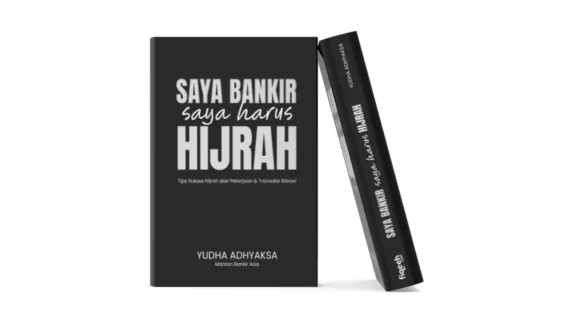 SAYA BANKIR
saya harus
HIJRAH
Tips Sukses Hijrah dari Pekerjaan & Transaksi Ribawi
YUDHA ADHYAKSA
Mantan Bankir Asia
YUDHA ADHYAKSA
SAYA BANKIR saya harus HIJRAH
fiqeeh